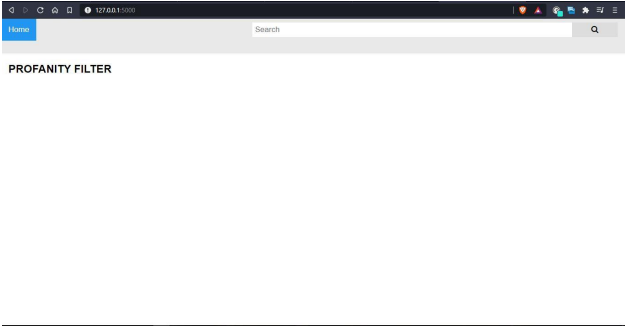 127.0.0.1:5000
Home
Search
PROFANITY FILTER